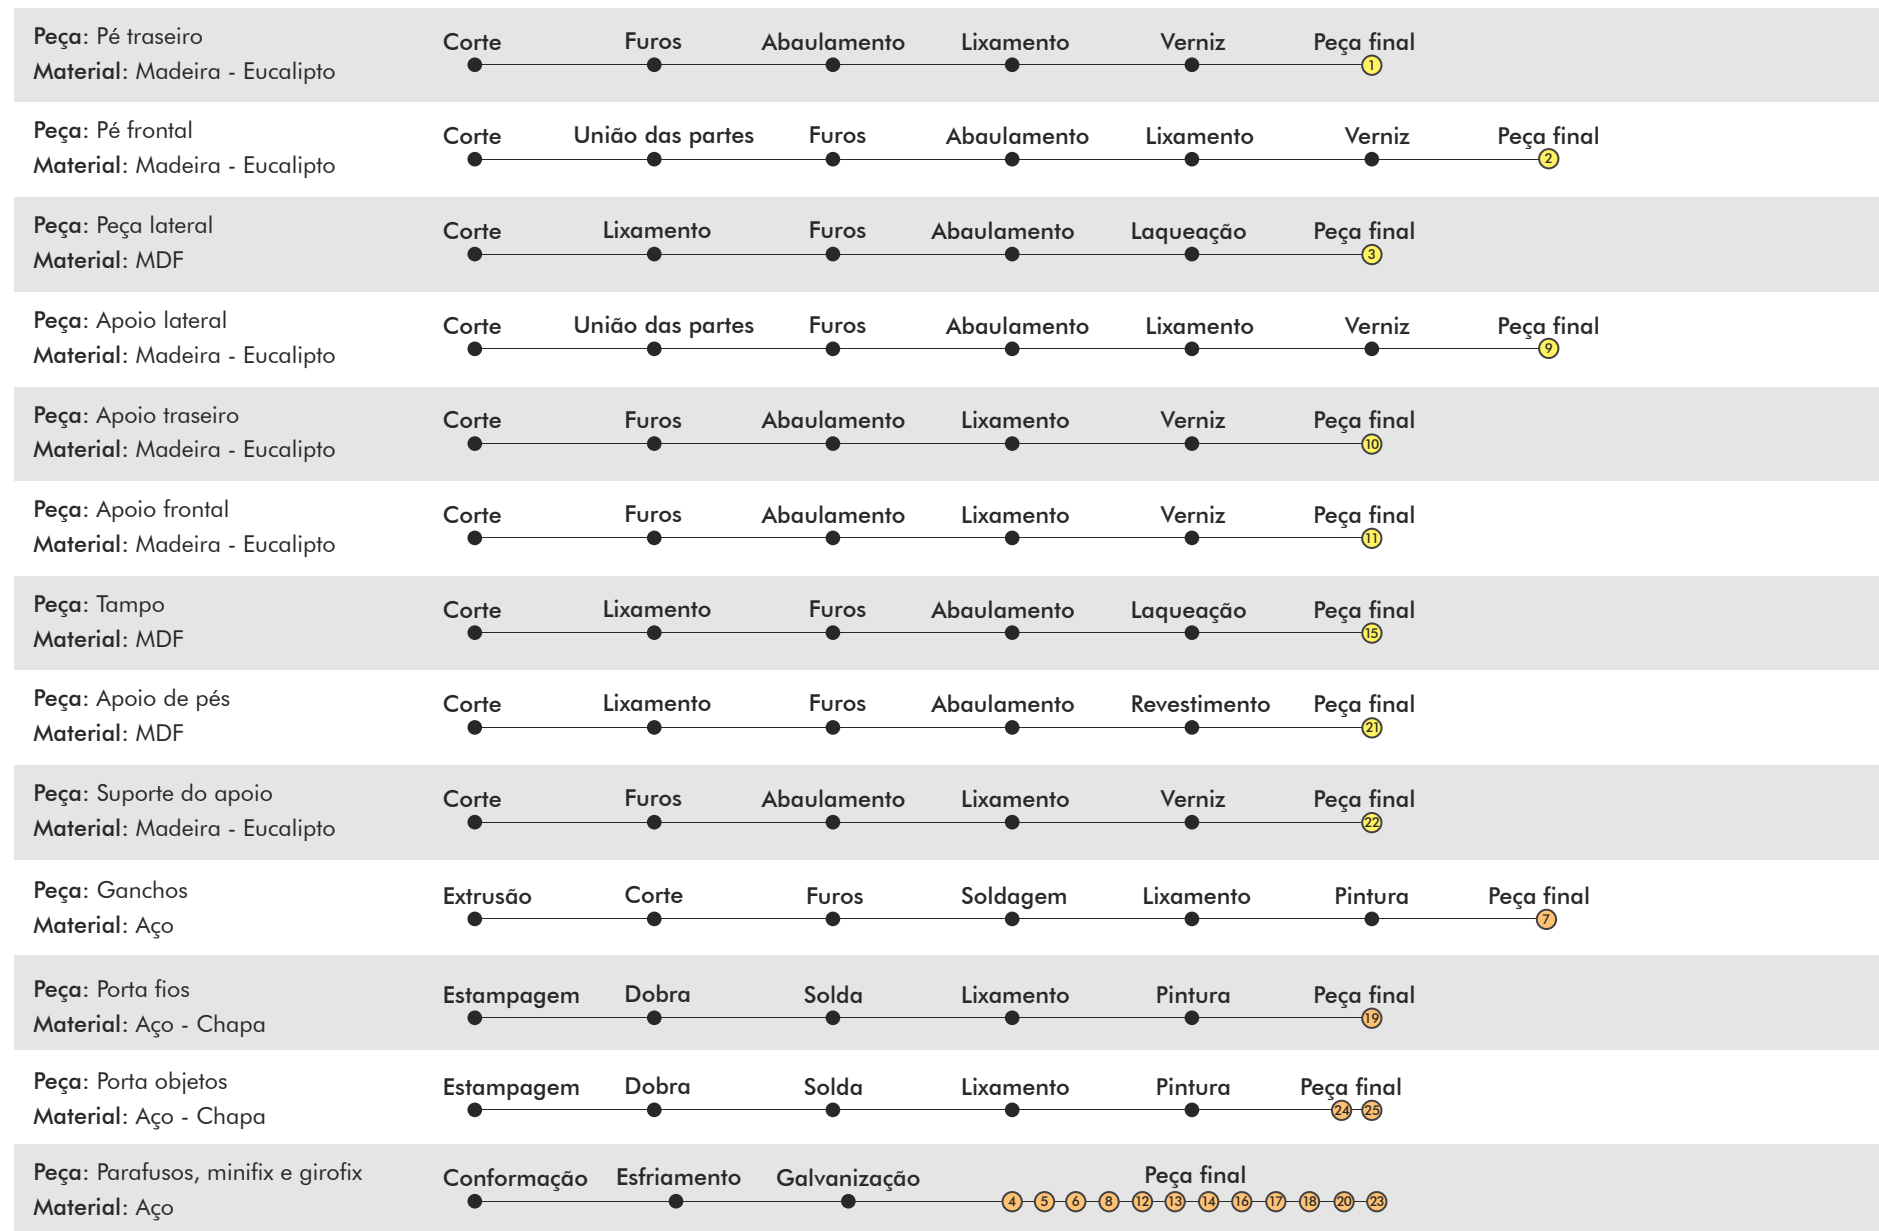 Peça: Pé traseiro
Material: Madeira - Eucalipto
Corte Furos Abaulamento Lixamento Verniz Peça final
1
Peça: Pé frontal
Material: Madeira - Eucalipto
Corte União das partes Furos Abaulamento Lixamento Verniz Peça final
2
Peça: Peça lateral
Material: MDF
Corte Lixamento Furos Abaulamento Laqueação Peça final
3
Peça: Apoio lateral
Material: Madeira - Eucalipto
Corte União das partes Furos Abaulamento Lixamento Verniz Peça final
9
Peça: Apoio traseiro
Material: Madeira - Eucalipto
Corte Furos Abaulamento Lixamento Verniz Peça final
10
Peça: Apoio frontal
Material: Madeira - Eucalipto
Corte Furos Abaulamento Lixamento Verniz Peça final
11
Peça: Tampo
Material: MDF
Corte Lixamento Furos Abaulamento Laqueação Peça final
15
Peça: Apoio de pés
Material: MDF
Corte Lixamento Furos Abaulamento Revestimento Peça final
21
Peça: Suporte do apoio
Material: Madeira - Eucalipto
Corte Furos Abaulamento Lixamento Verniz Peça final
22
Peça: Ganchos
Material: Aço
Extrusão Corte Furos Soldagem Lixamento Pintura Peça final
7
Peça: Porta fios
Material: Aço - Chapa
Estampagem Dobra Solda Lixamento Pintura Peça final
19
Peça: Porta objetos
Material: Aço - Chapa
Estampagem Dobra Solda Lixamento Pintura Peça final
24 25
Peça: Parafusos, minifix e girofix
Material: Aço
Conformação Esfriamento Galvanização Peça final
4 5 6 8 12 13 14 16 17 18 20 23